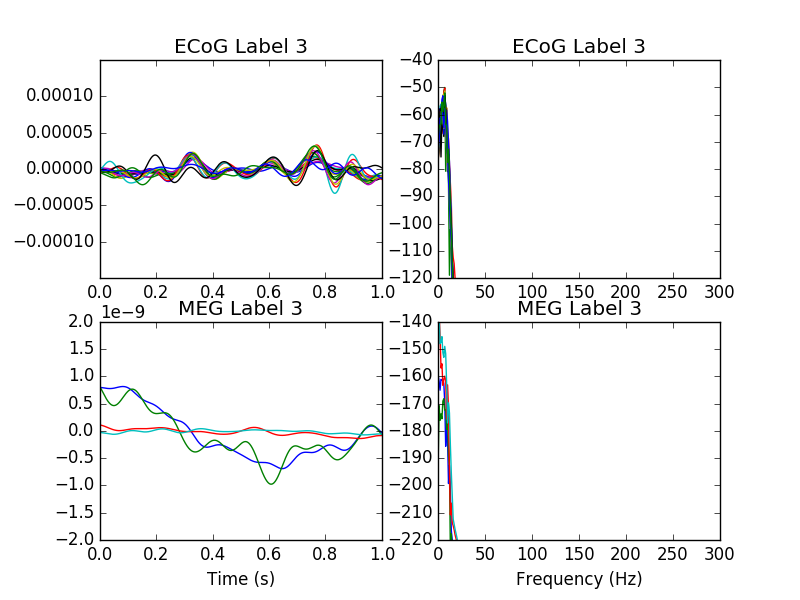 ECoG Label 3
0.00010
0.00005
0.00000
−0.00005
−0.00010
0.0 0.2 0.4 0.6 0.8 1.0
ECoG Label 3
−40
−50
−60
−70
−80
−90
−100
−110
−120
0 50 100 150 200 250 300
1e−9
MEG Label 3
2.0
1.5
1.0
0.5
0.0
−0.5
−1.0
−1.5
−2.0
0.0 0.2 0.4 0.6 0.8 1.0
Time (s)
MEG Label 3
−140
−150
−160
−170
−180
−190
−200
−210
−220
0 50 100 150 200 250 300
Frequency (Hz)